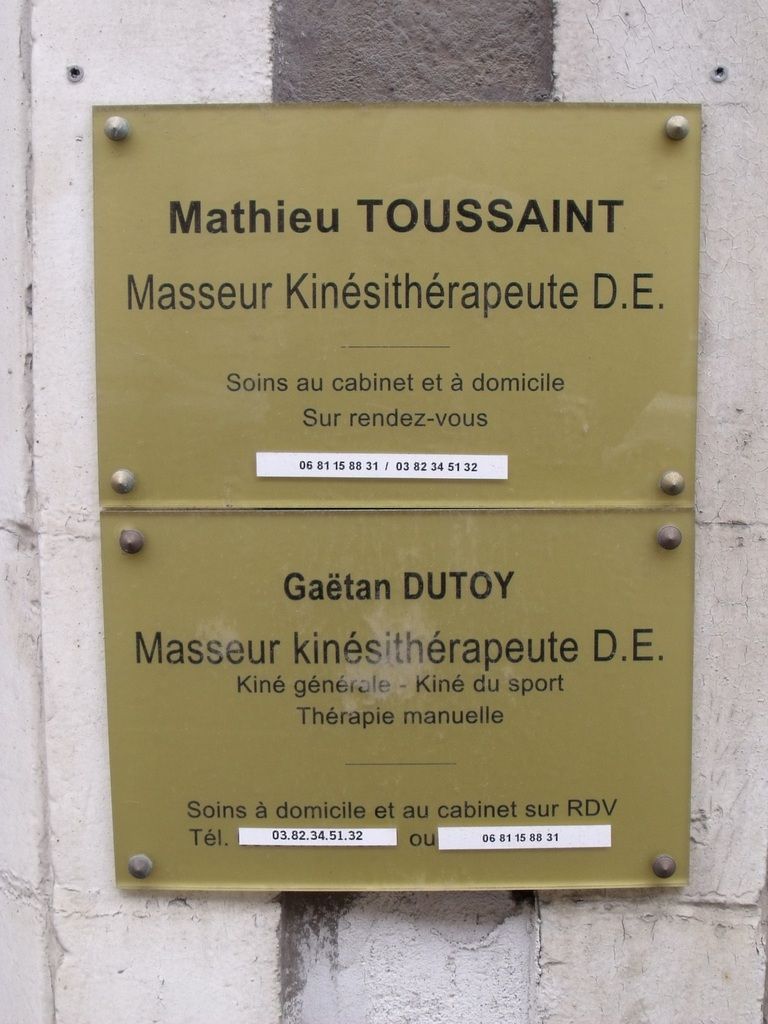 Mathieu TOUSSAINT
Masseur Kinésithérapeute D.E.
Soins au cabinet et à domicile
Sur rendez-vous
06 81 15 88 31 / 03 82 34 51 32
Gaëtan DUTOY
Masseur kinésithérapeute D.E.
Kiné générale - Kiné du sport
Thérapie manuelle
Soins à domicile et au cabinet sur RDV
Tél. 03.82.34.51.32 ou 06 81 15 88 31